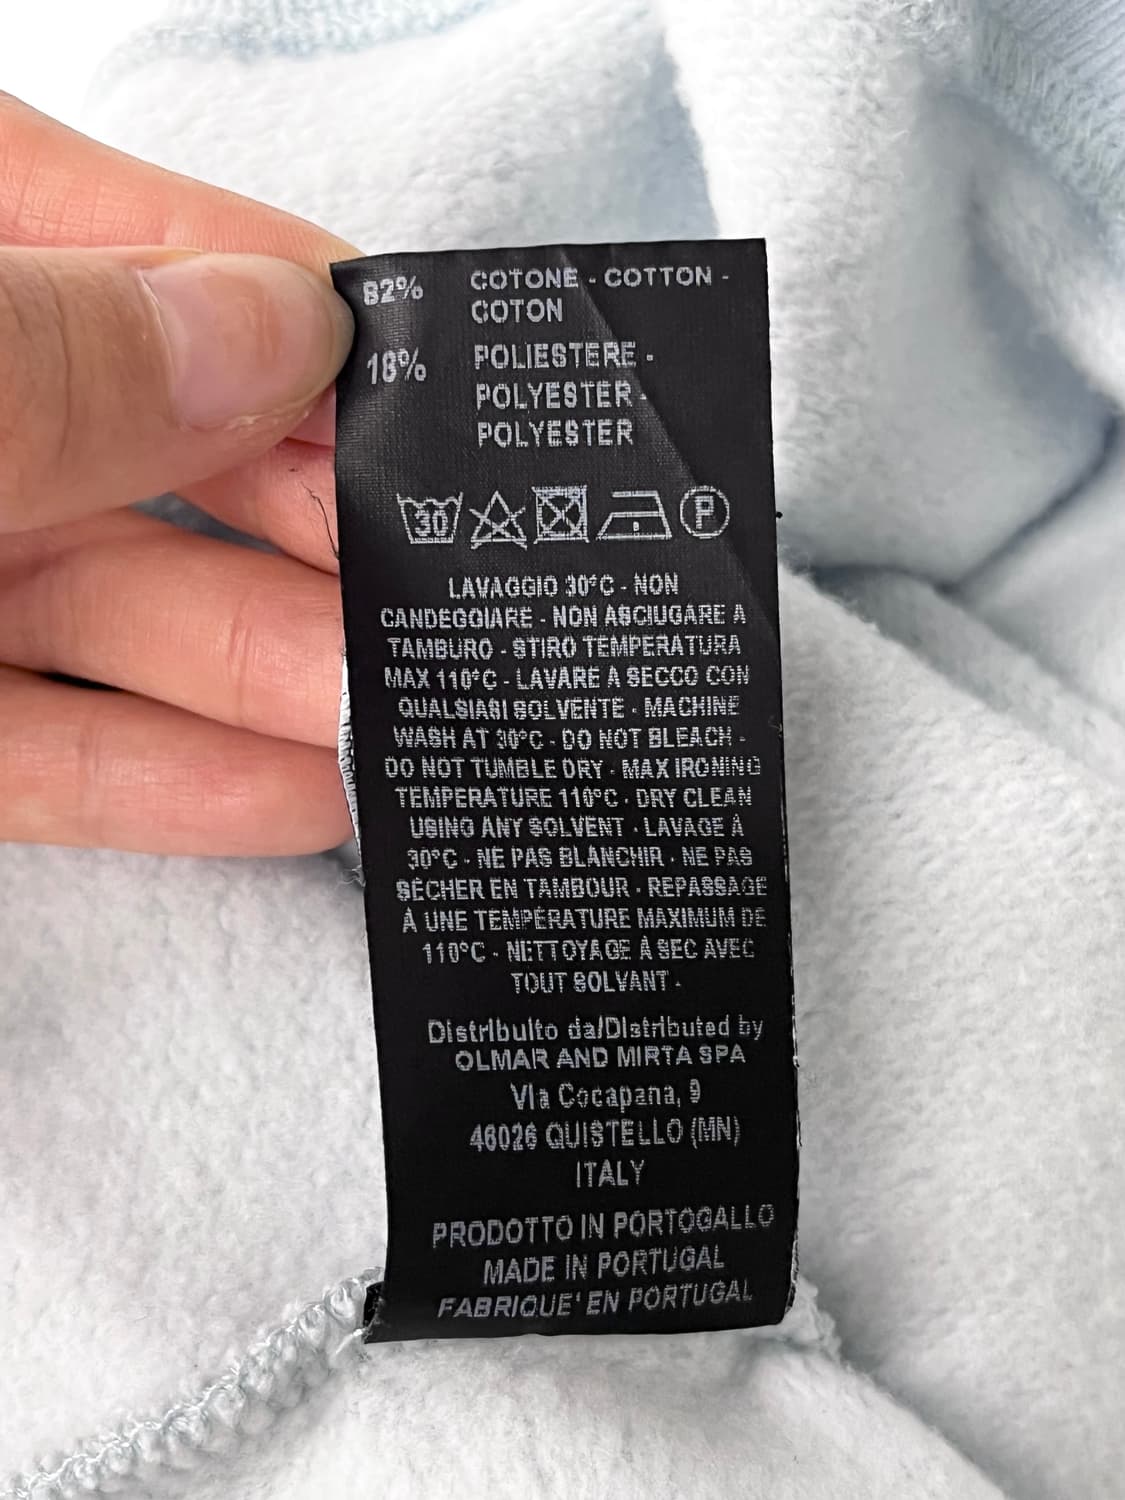 82% COTONE - COTTON -
COTON
18% POLIESTERE -
POLYESTER -
POLYESTER
30 P
LAVAGGIO 30°C - NON
CANDEGGIARE - NON ASCIUGARE A
TAMBURO - STIRO TEMPERATURA
MAX 110°C - LAVARE A SECCO CON
QUALSIASI SOLVENTE - MACHINE
WASH AT 30°C - DO NOT BLEACH -
DO NOT TUMBLE DRY - MAX IRONING
TEMPERATURE 110°C - DRY CLEAN
USING ANY SOLVENT - LAVAGE À
30°C - NE PAS BLANCHIR - NE PAS
SÉCHER EN TAMBOUR - REPASSAGE
À UNE TEMPÉRATURE MAXIMUM DE
110°C - NETTOYAGE À SEC AVEC
TOUT SOLVANT -
Distribuito da/Distributed by
OLMAR AND MIRTA SPA
Via Cocapana, 9
46026 QUISTELLO (MN)
ITALY
PRODOTTO IN PORTOGALLO
MADE IN PORTUGAL
FABRIQUE' EN PORTUGAL